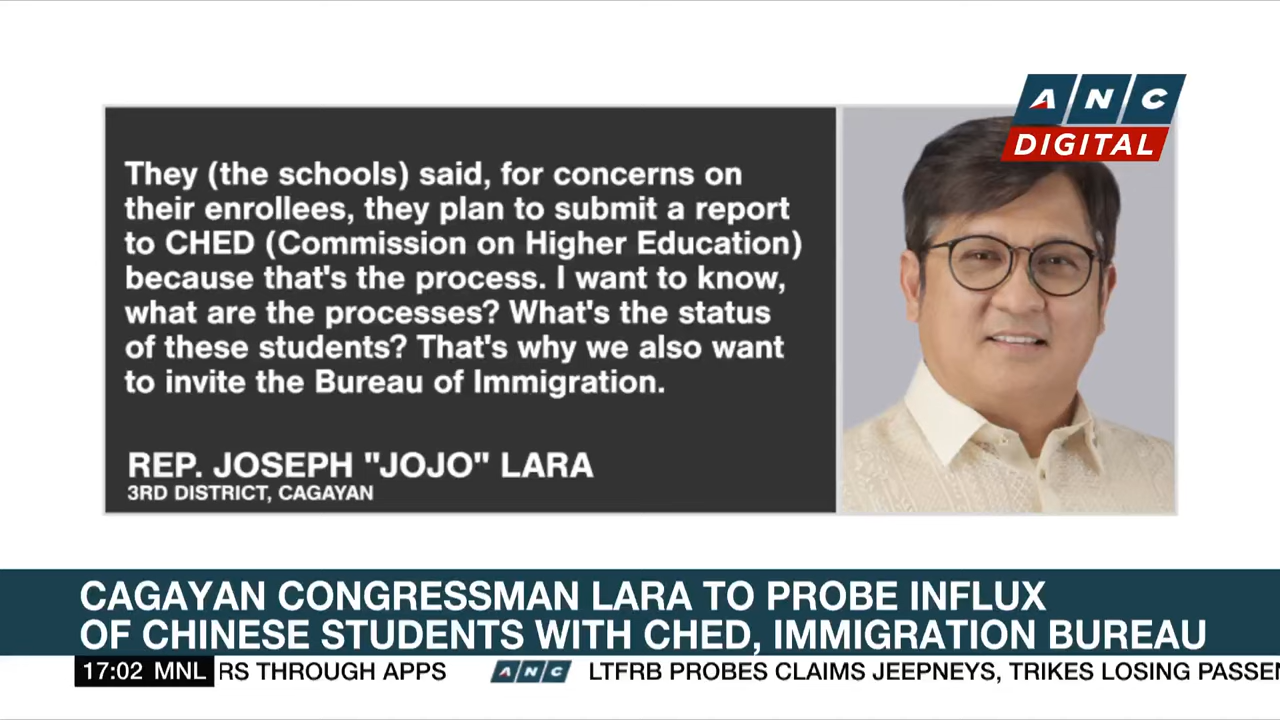 ANC
DIGITAL
They (the schools) said, for concerns on
their enrollees, they plan to submit a report
to CHED (Commission on Higher Education)
because that's the process. I want to know,
what are the processes? What's the status
of these students? That's why we also want
to invite the Bureau of Immigration.
REP. JOSEPH "JOJO" LARA
3RD DISTRICT, CAGAYAN
CAGAYAN CONGRESSMAN LARA TO PROBE INFLUX
OF CHINESE STUDENTS WITH CHED, IMMIGRATION BUREAU
17:02 MNL RS THROUGH APPS ANC LTFRB PROBES CLAIMS JEEPNEYS, TRIKES LOSING PASSE